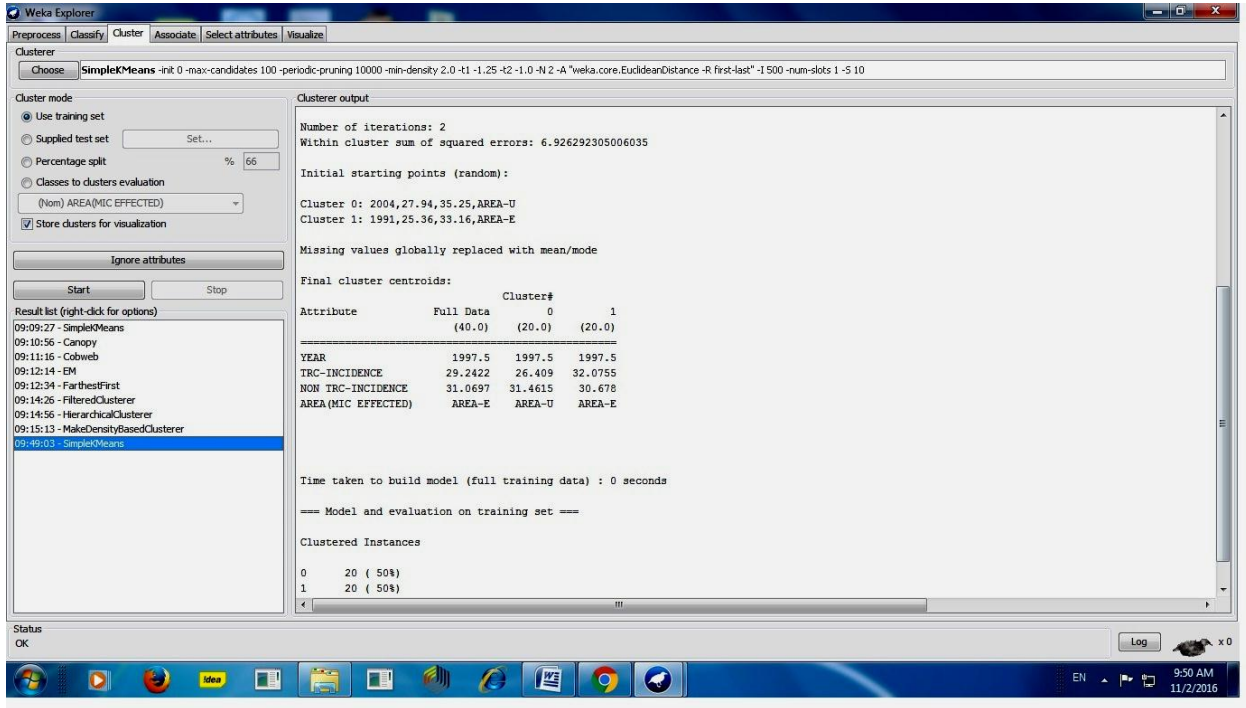 Weka Explorer
Preprocess Classify Cluster Associate Select attributes Visualize
Clusterer
Choose SimpleKMeans -init 0 -max-candidates 100 -periodic-pruning 10000 -min-density 2.0 -t1 -1.25 -t2 -1.0 -N 2 -A "weka.core.EuclideanDistance -R first-last" -I 500 -num-slots 1 -S 10
Cluster mode
Use training set
Supplied test set Set...
Percentage split % 66
Classes to clusters evaluation
(Nom) AREA(MIC EFFECTED)
Store clusters for visualization
Ignore attributes
Start Stop
Result list (right-click for options)
09:09:27 - SimpleKMeans
09:10:56 - Canopy
09:11:16 - Cobweb
09:12:14 - EM
09:12:34 - FarthestFirst
09:14:26 - FilteredClusterer
09:14:56 - HierarchicalClusterer
09:15:13 - MakeDensityBasedClusterer
09:49:03 - SimpleKMeans
Clusterer output
Number of iterations: 2
Within cluster sum of squared errors: 6.926292305006035
Initial starting points (random):
Cluster 0: 2004,27.94,35.25,AREA-U
Cluster 1: 1991,25.36,33.16,AREA-E
Missing values globally replaced with mean/mode
Final cluster centroids:
Cluster#
Attribute Full Data 0 1
(40.0) (20.0) (20.0)
==================================================
YEAR 1997.5 1997.5 1997.5
TRC-INCIDENCE 29.2422 26.409 32.0755
NON TRC-INCIDENCE 31.0697 31.4615 30.678
AREA(MIC EFFECTED) AREA-E AREA-U AREA-E
Time taken to build model (full training data) : 0 seconds
=== Model and evaluation on training set ===
Clustered Instances
0 20 ( 50%)
1 20 ( 50%)
Status
OK
Log x 0
Idea
EN 9:50 AM
11/2/2016